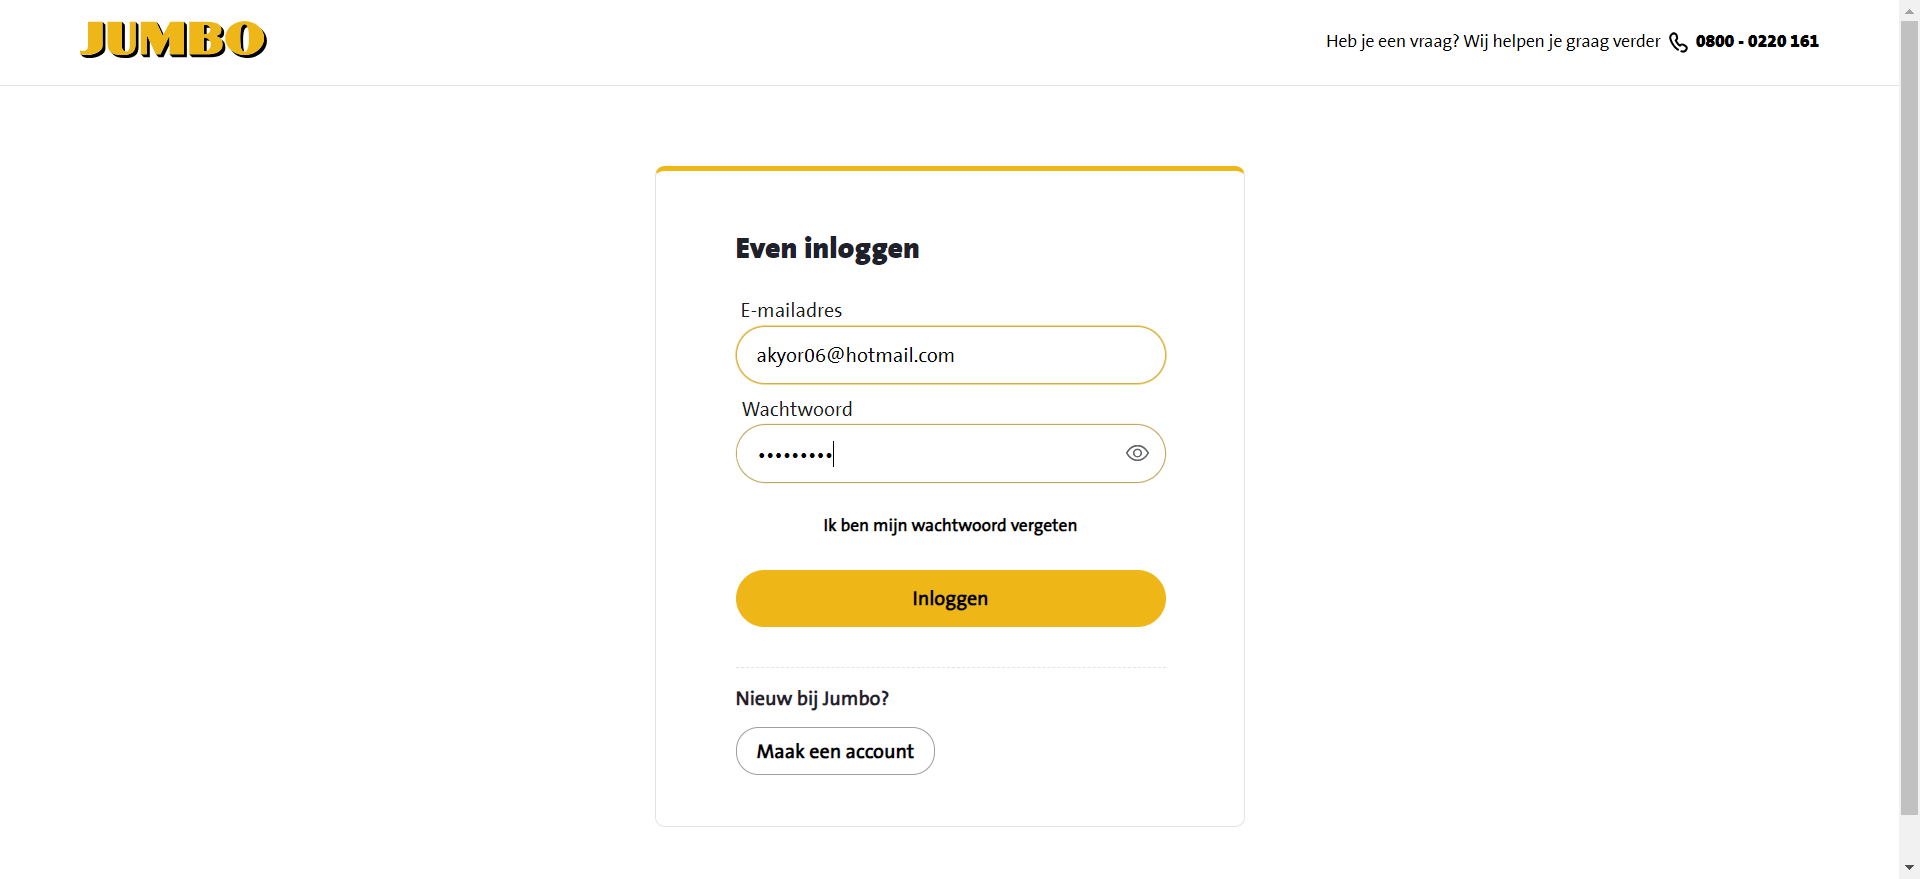 JUMBO
Heb je een vraag? Wij helpen je graag verder 0800 - 0220 161
Even inloggen
E-mailadres
akyor06@hotmail.com
Wachtwoord
•••••••••
Ik ben mijn wachtwoord vergeten
Inloggen
Nieuw bij Jumbo?
Maak een account